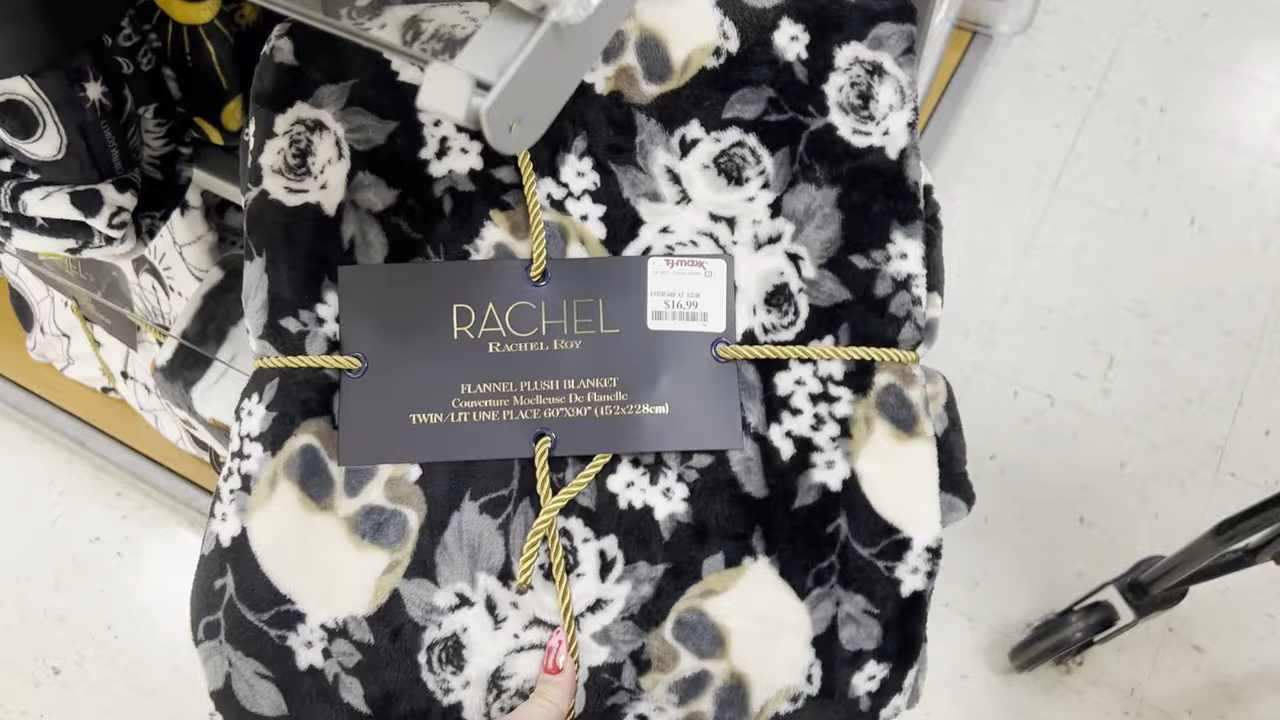 RACHEL
RACHEL ROY
FLANNEL PLUSH BLANKET
Couverture Moelleuse De Flanelle
TWIN/LIT UNE PLACE 60"X90" (152x228cm)
T.J.maxx
$16.99
RACHEL